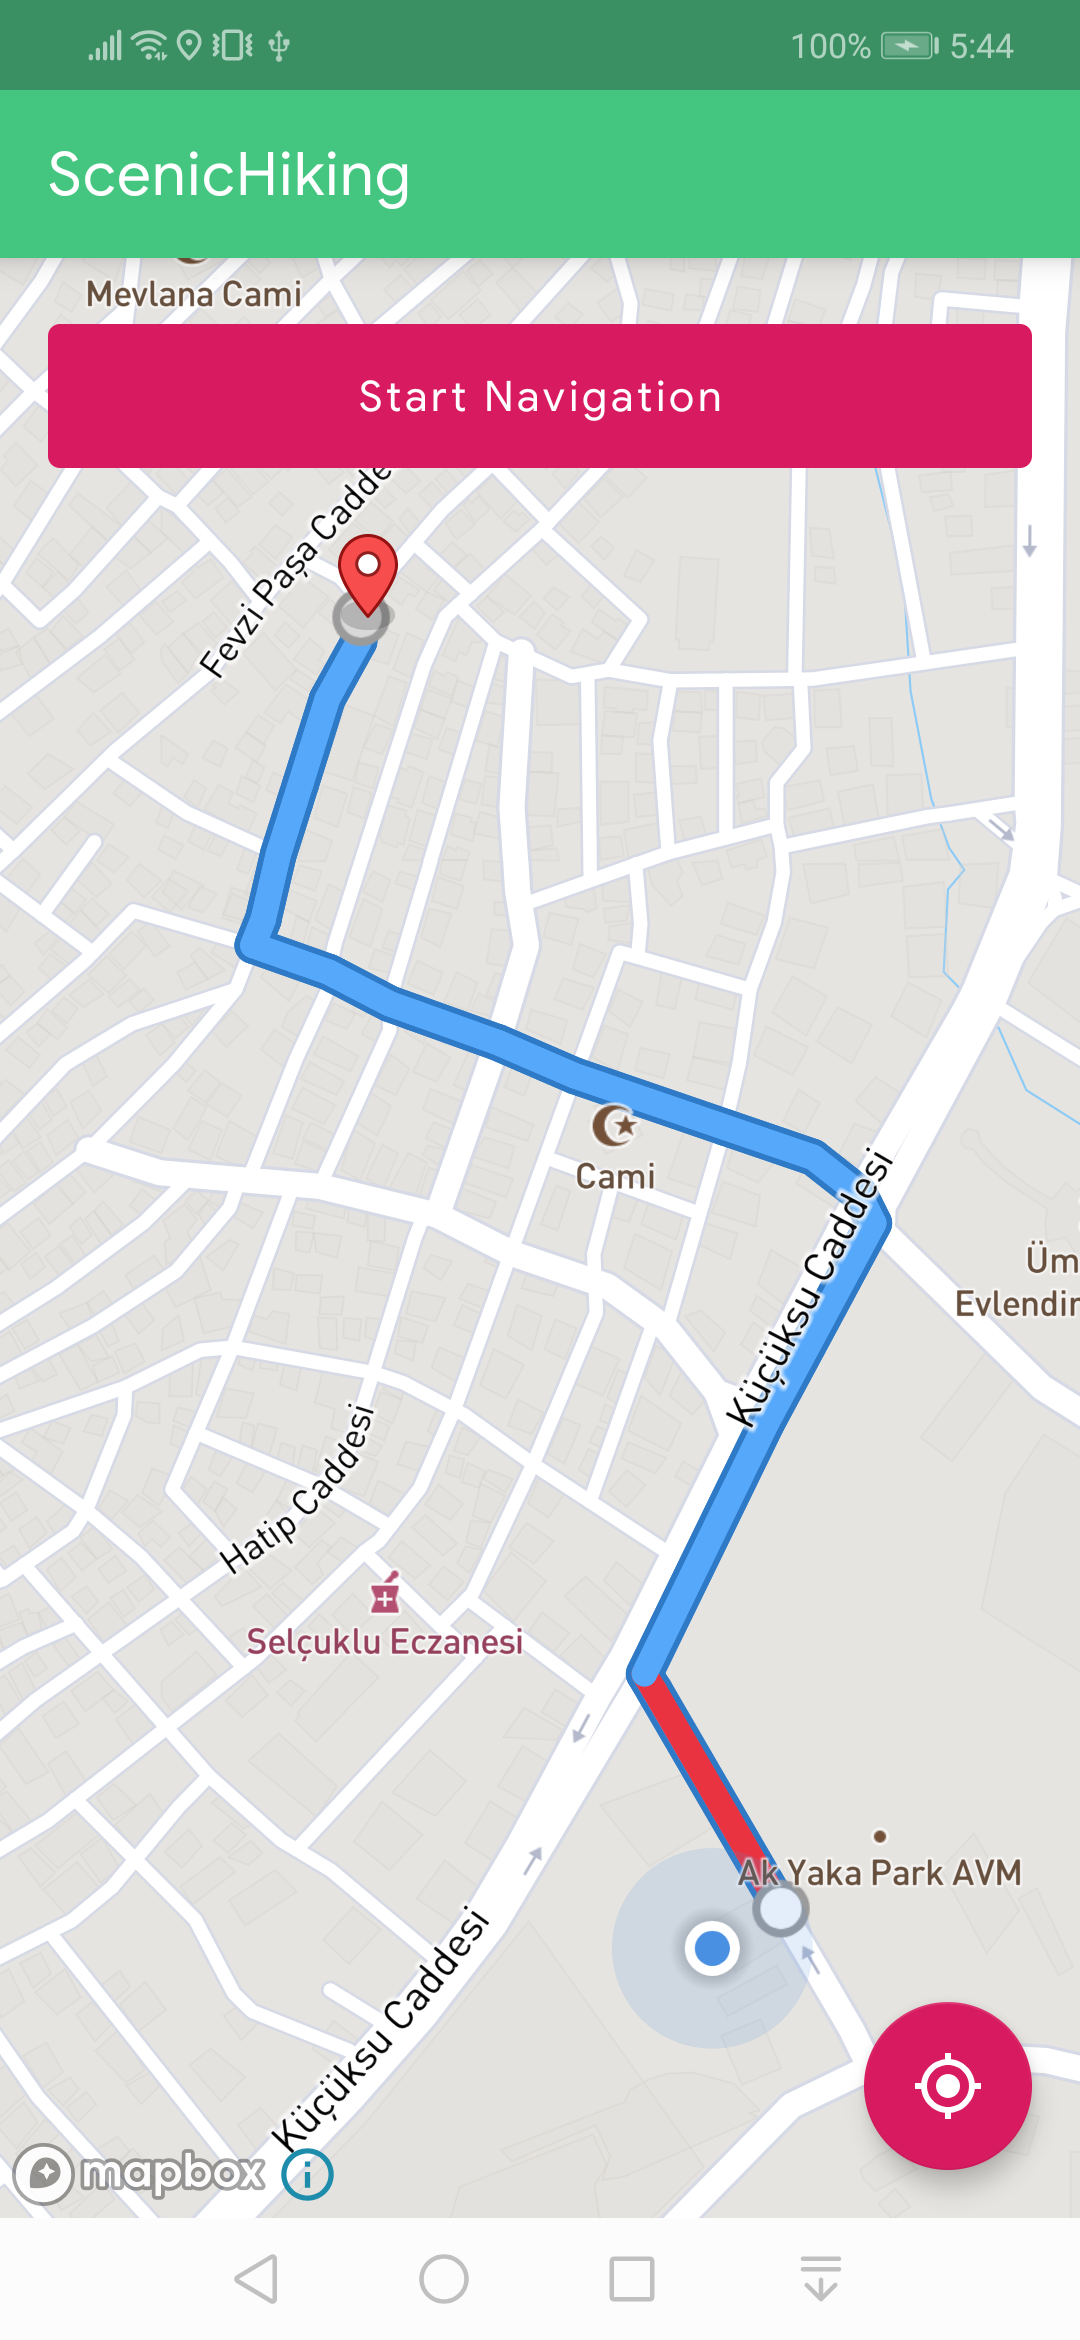 100% 5:44
ScenicHiking
Mevlana Cami
Start Navigation
Fevzi Paşa Cadde
Cami
Küçüksu Caddesi
Üm
Evlendir
Hatip Caddesi
Selçuklu Eczanesi
Ak Yaka Park AVM
Küçüksu Caddesi
mapbox